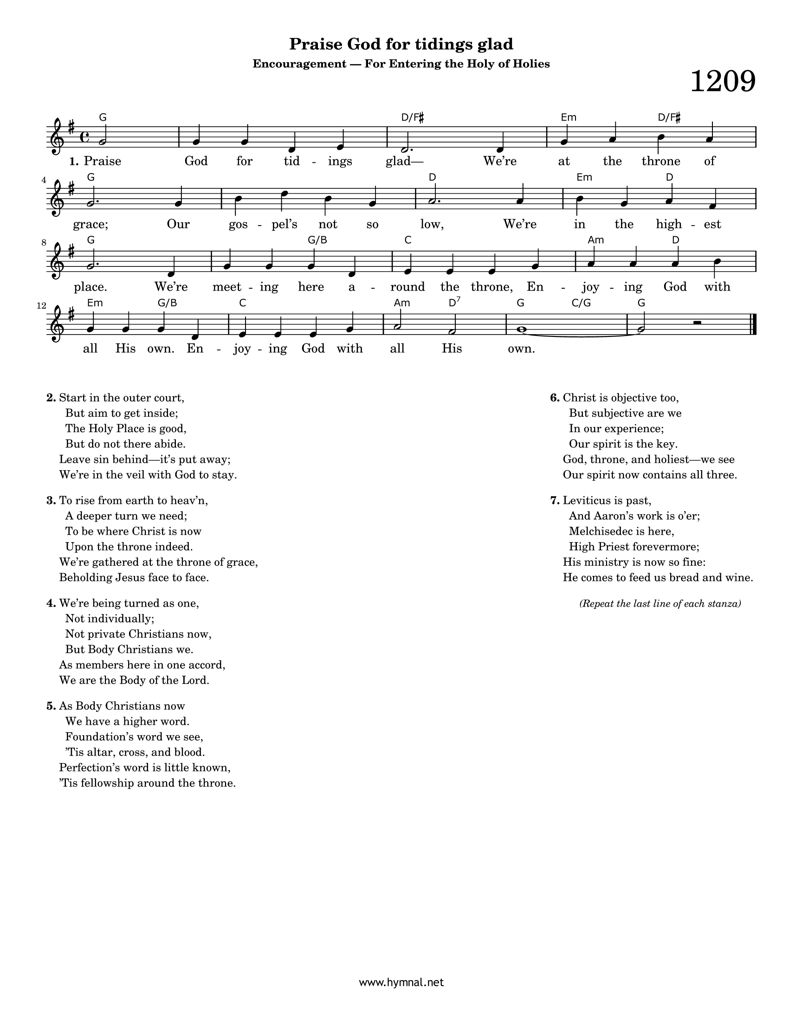 Praise God for tidings glad
Encouragement — For Entering the Holy of Holies
1209
G D/F♯ Em D/F♯
1. Praise God for tid - ings glad— We're at the throne of
4 G D Em D
grace; Our gos - pel's not so low, We're in the high - est
8 G G/B C Am D
place. We're meet - ing here a - round the throne, En - joy - ing God with
12 Em G/B C Am D7 G C/G G
all His own. En - joy - ing God with all His own.
2. Start in the outer court,
But aim to get inside;
The Holy Place is good,
But do not there abide.
Leave sin behind—it's put away;
We're in the veil with God to stay.
3. To rise from earth to heav'n,
A deeper turn we need;
To be where Christ is now
Upon the throne indeed.
We're gathered at the throne of grace,
Beholding Jesus face to face.
4. We're being turned as one,
Not individually;
Not private Christians now,
But Body Christians we.
As members here in one accord,
We are the Body of the Lord.
5. As Body Christians now
We have a higher word.
Foundation's word we see,
'Tis altar, cross, and blood.
Perfection's word is little known,
'Tis fellowship around the throne.
6. Christ is objective too,
But subjective are we
In our experience;
Our spirit is the key.
God, throne, and holiest—we see
Our spirit now contains all three.
7. Leviticus is past,
And Aaron's work is o'er;
Melchisedec is here,
High Priest forevermore;
His ministry is now so fine:
He comes to feed us bread and wine.
(Repeat the last line of each stanza)
www.hymnal.net